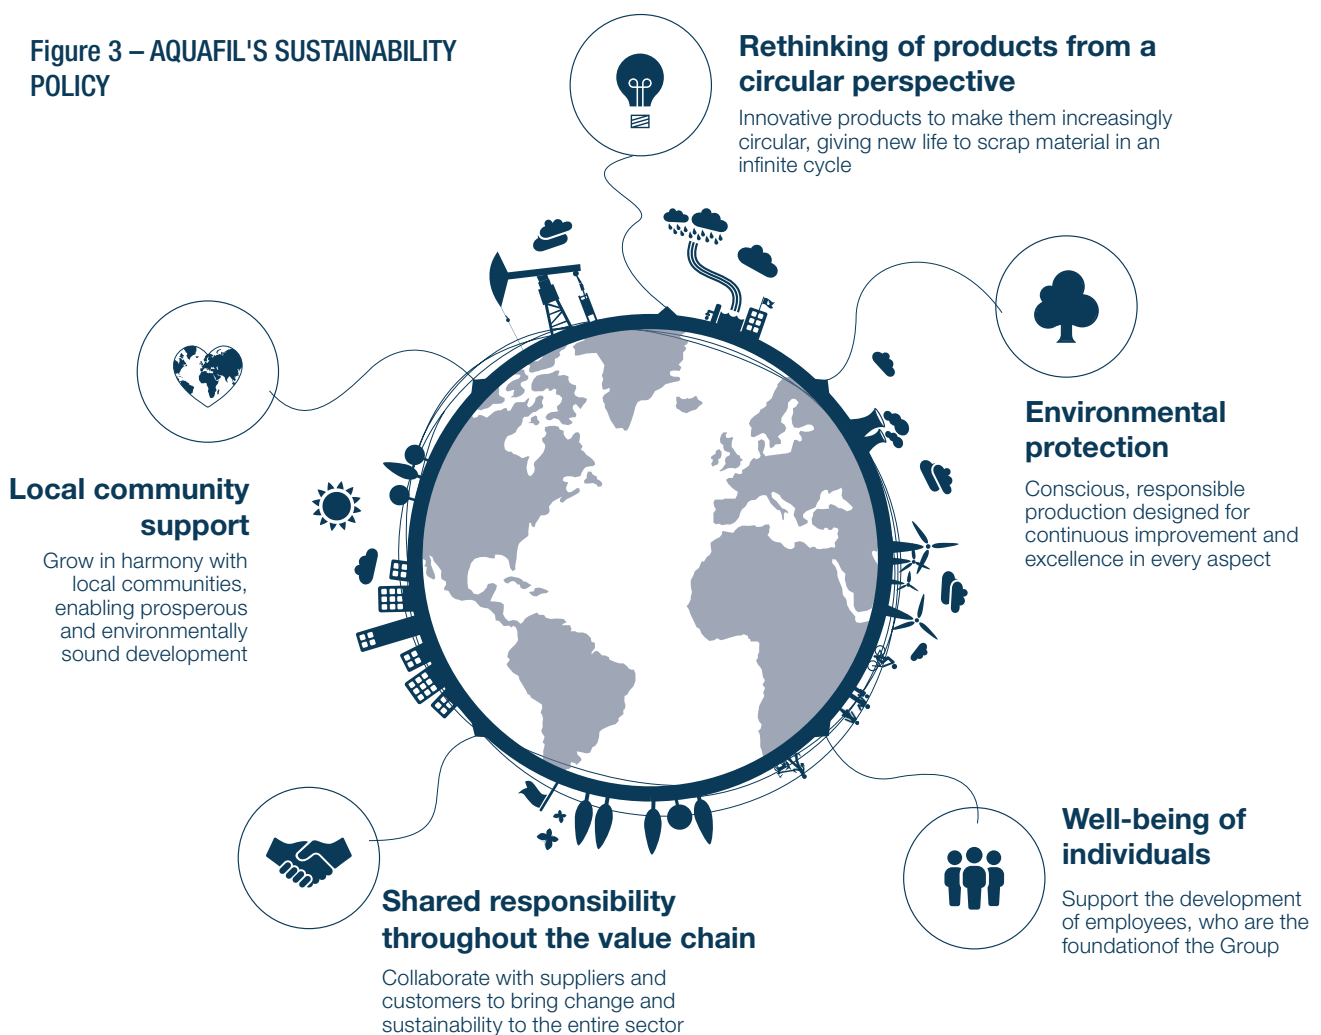 Figure 3 – AQUAFIL'S SUSTAINABILITY
POLICY
Rethinking of products from a
circular perspective
Innovative products to make them increasingly
circular, giving new life to scrap material in an
infinite cycle
Environmental
protection
Conscious, responsible
production designed for
continuous improvement and
excellence in every aspect
Local community
support
Grow in harmony with
local communities,
enabling prosperous
and environmentally
sound development
Well-being of
individuals
Support the development
of employees, who are the
foundationof the Group
Shared responsibility
throughout the value chain
Collaborate with suppliers and
customers to bring change and
sustainability to the entire sector